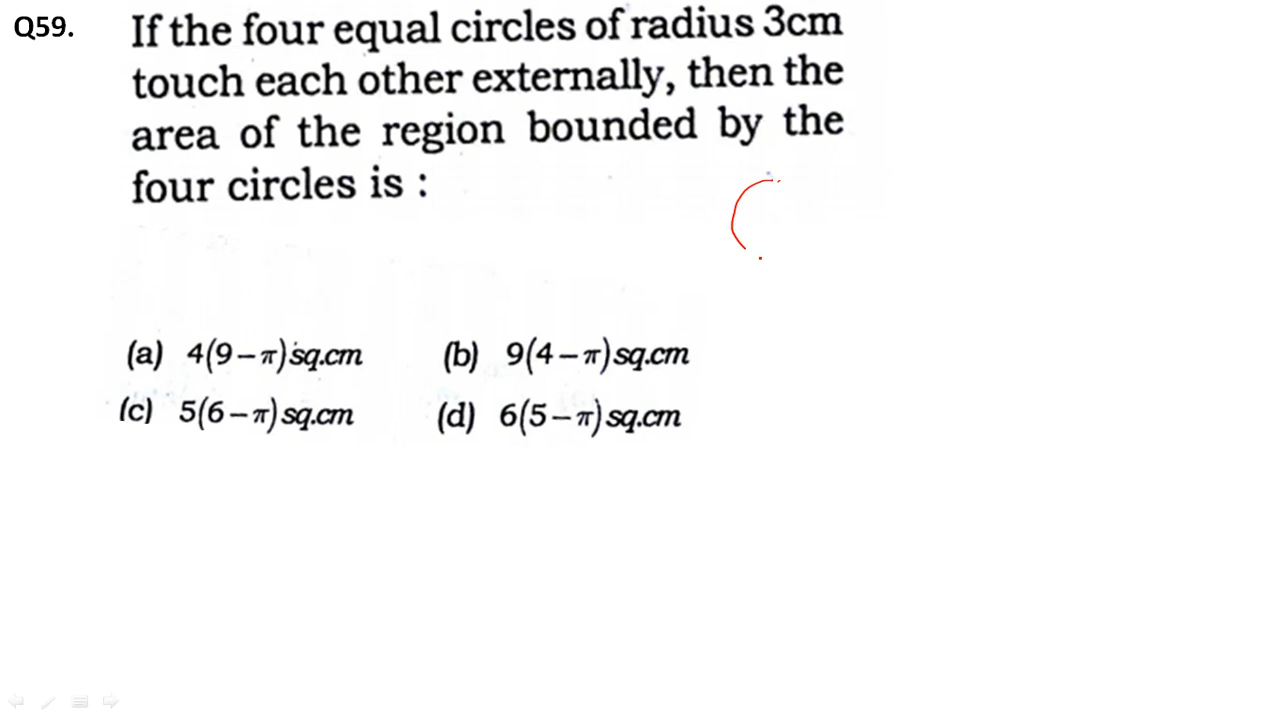 Q59. If the four equal circles of radius 3cm
touch each other externally, then the
area of the region bounded by the
four circles is :
(a) 4(9−π)sq.cm (b) 9(4−π)sq.cm
(c) 5(6−π)sq.cm (d) 6(5−π)sq.cm